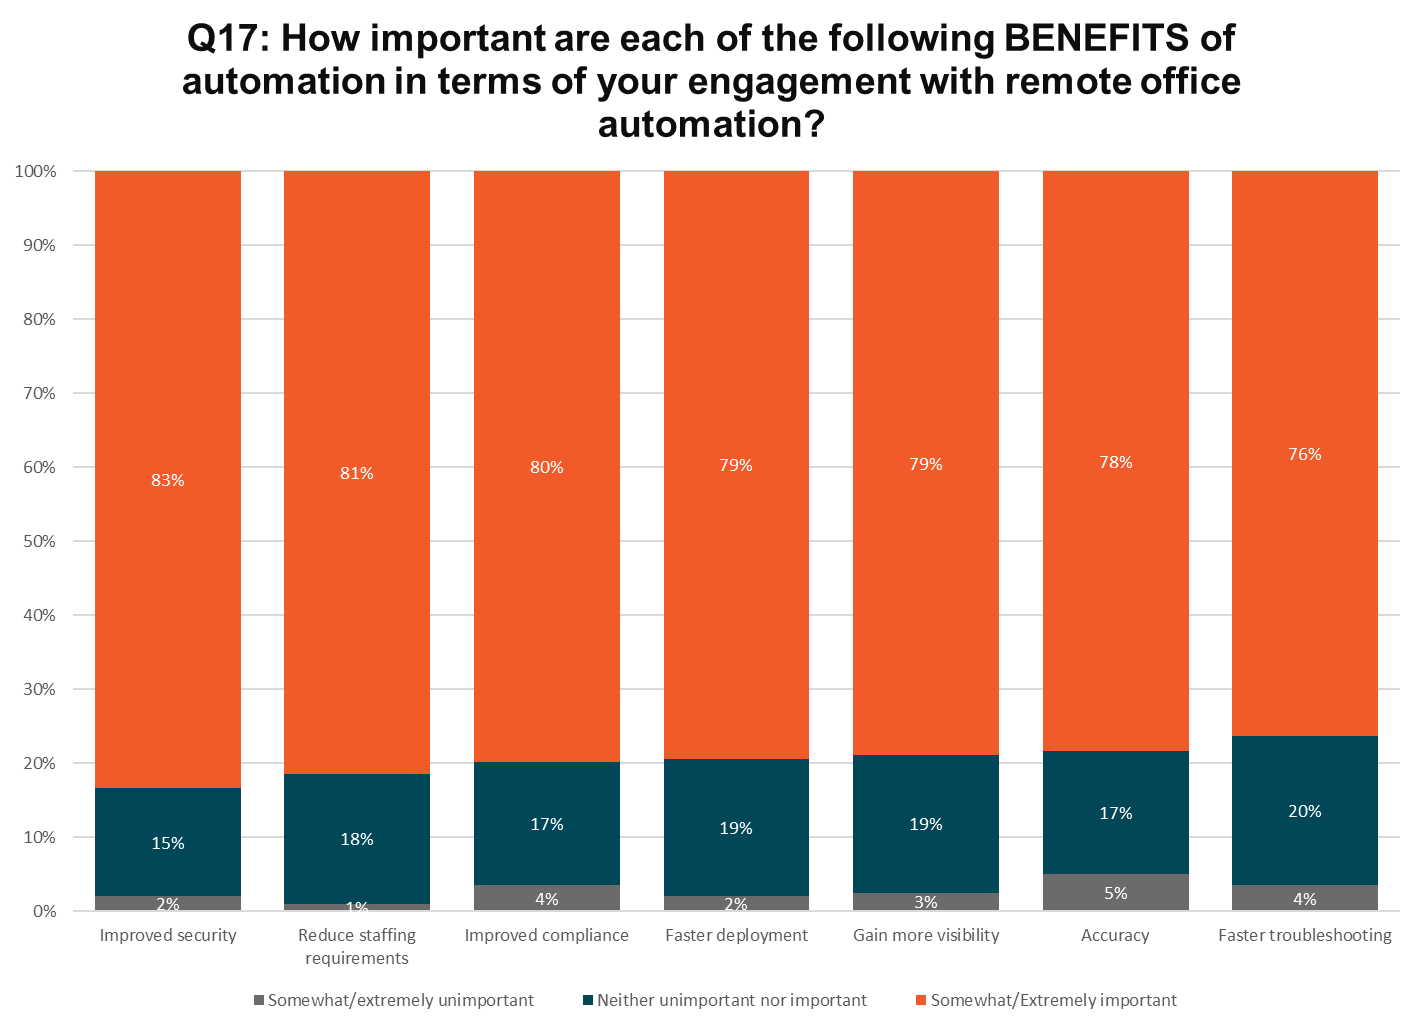 Q17: How important are each of the following BENEFITS of
automation in terms of your engagement with remote office
automation?
100%
90%
80%
70%
60%
50%
40%
30%
20%
10%
0%
83%
81%
80%
79%
79%
78%
76%
15%
18%
17%
19%
19%
17%
20%
2%
1%
4%
2%
3%
5%
4%
Improved security
Reduce staffing
requirements
Improved compliance
Faster deployment
Gain more visibility
Accuracy
Faster troubleshooting
Somewhat/extremely unimportant
Neither unimportant nor important
Somewhat/Extremely important